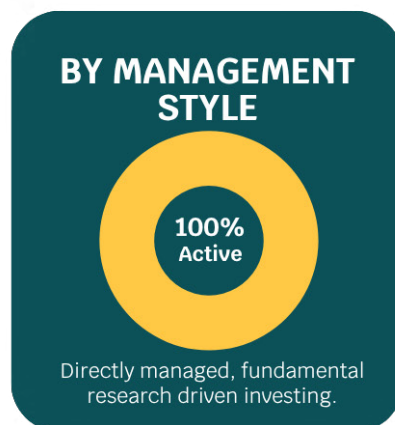 BY MANAGEMENT
STYLE
100%
Active
Directly managed, fundamental
research driven investing.